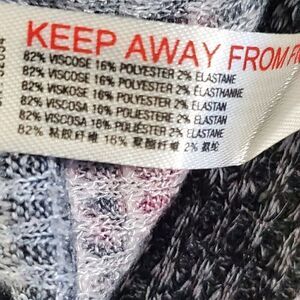 KEEP AWAY FROM
82% VISCOSE 16% POLYESTER 2% ELASTANE
82% VISCOSE 16% POLYESTER 2% ELASTHANNE
82% VISKOSE 16% POLYESTER 2% ELASTAN
82% VISCOSA 16% POLIESTERE 2% ELASTAN
82% VISCOSA 16% POLIÉSTER 2% ELASTANO
82% 粘胶纤维 16% 聚酯纤维 2% 氨纶